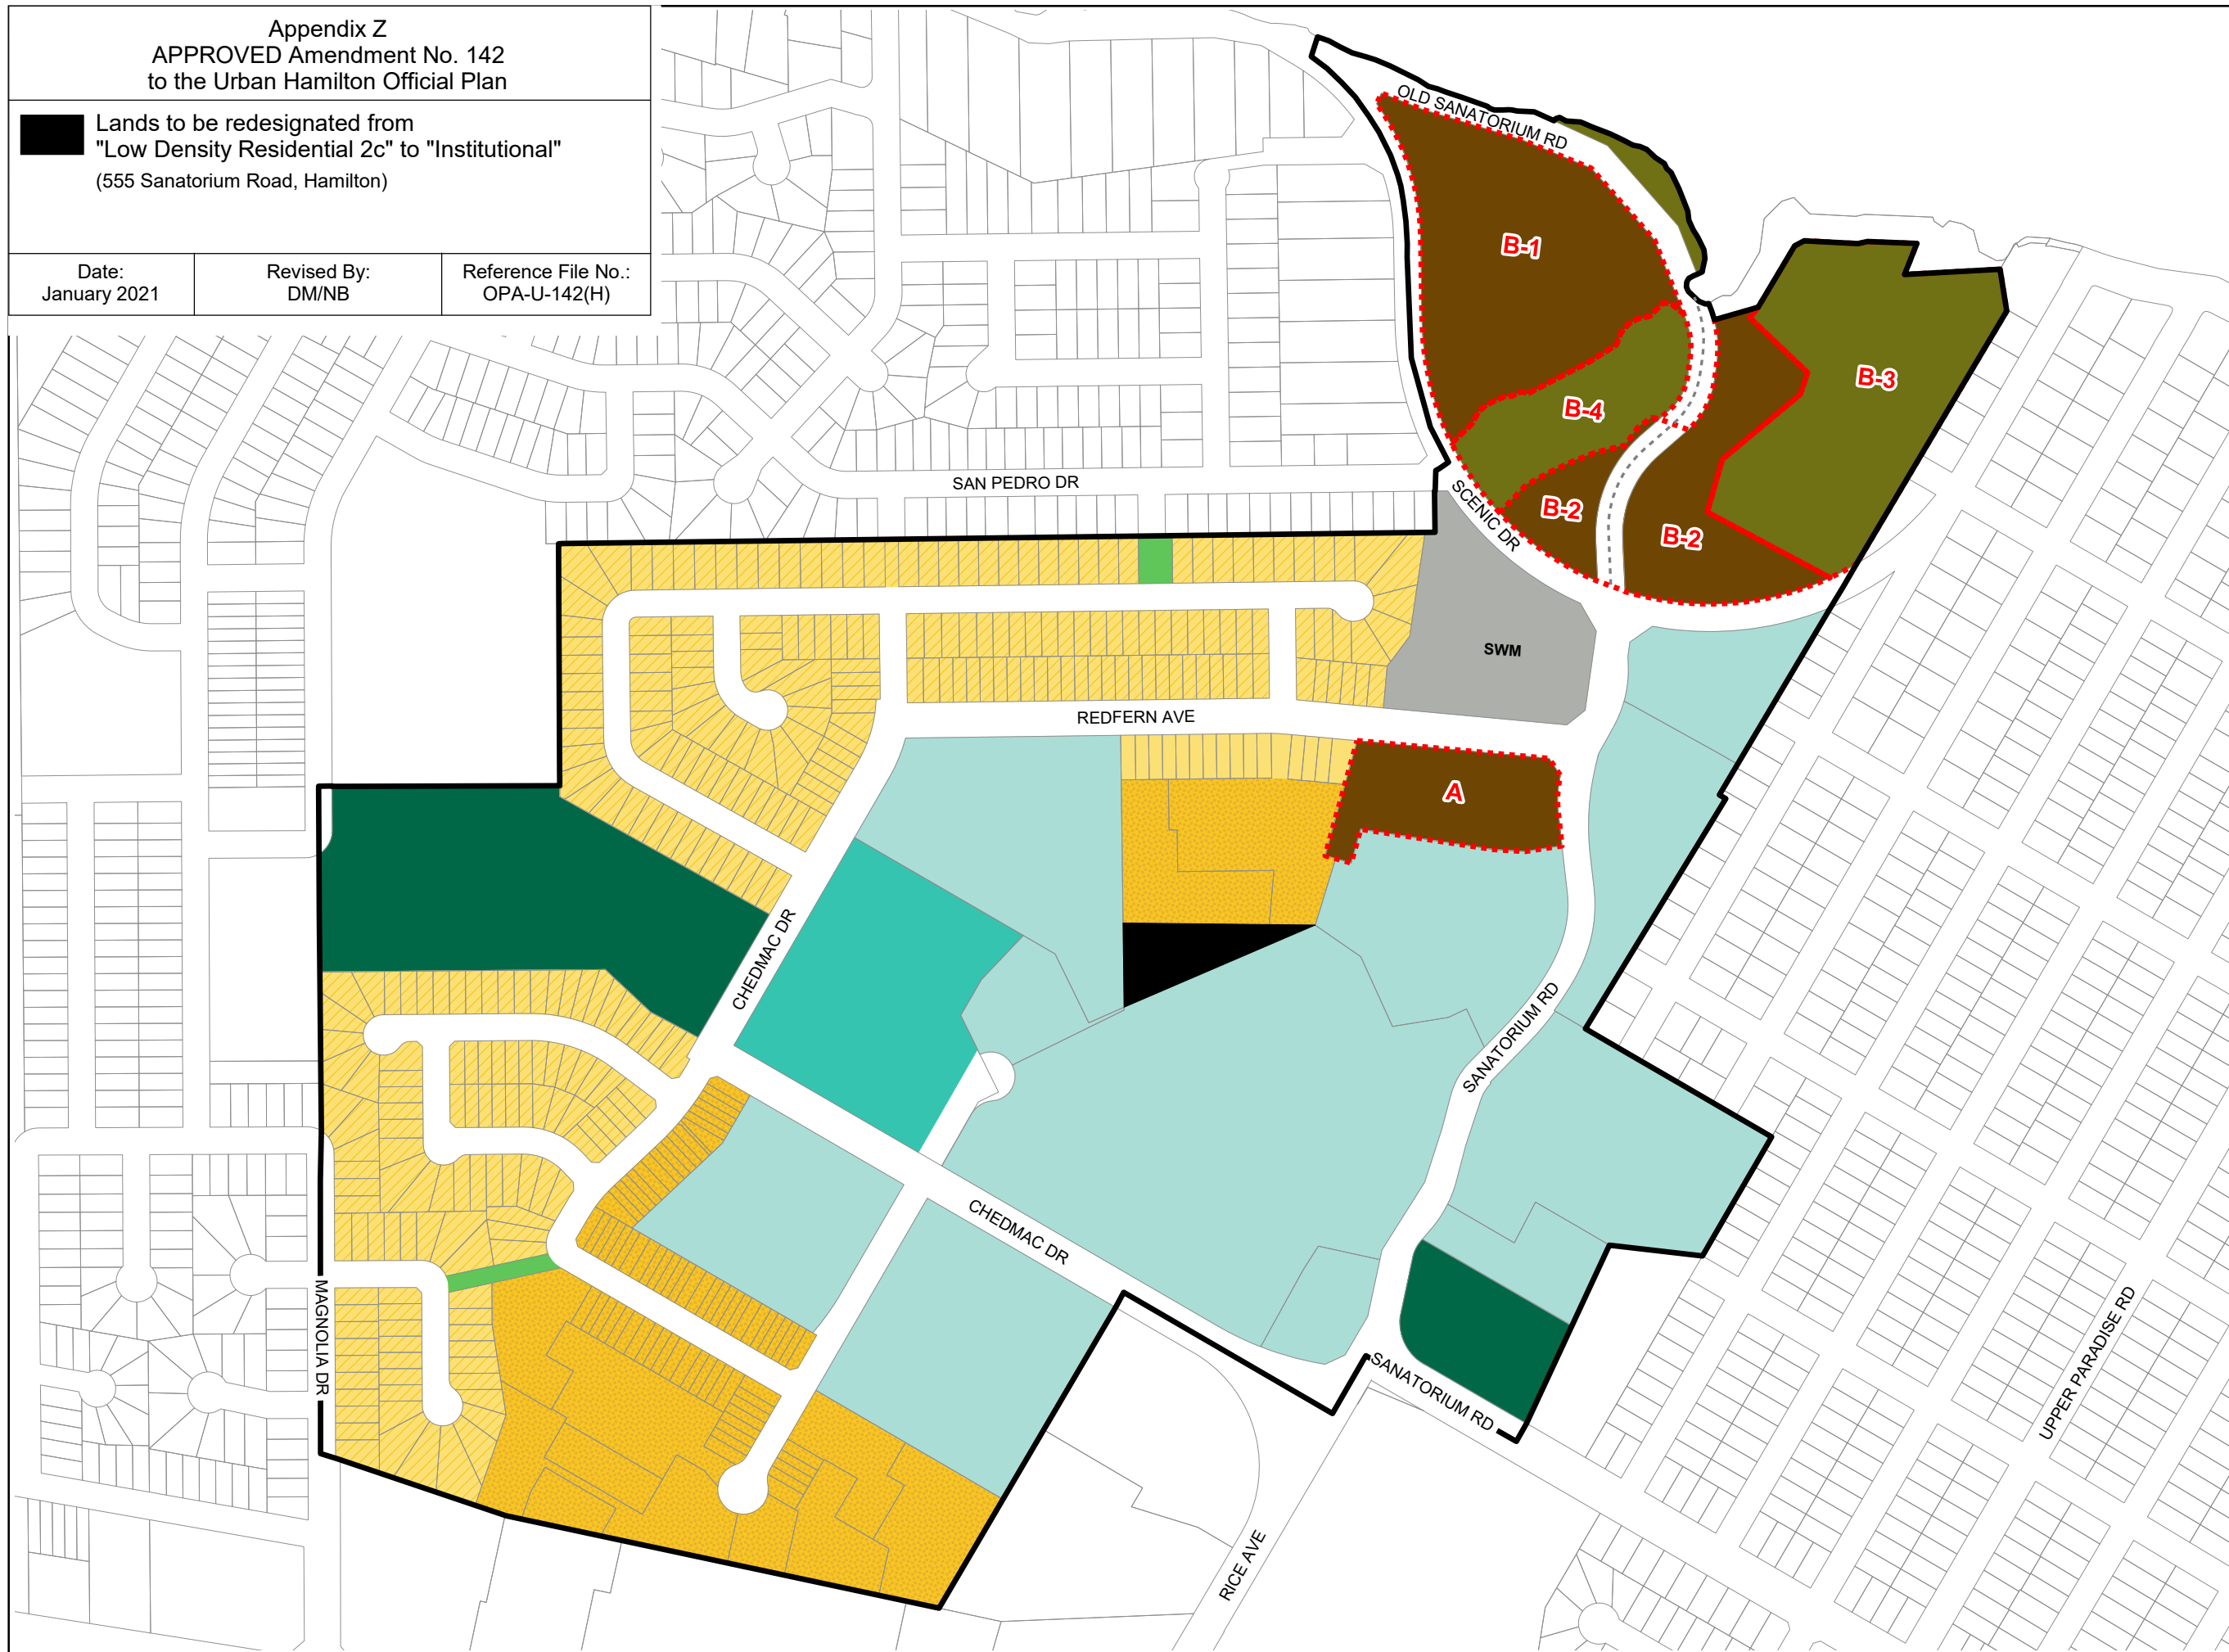 Appendix Z
APPROVED Amendment No. 142
to the Urban Hamilton Official Plan
Lands to be redesignated from
"Low Density Residential 2c" to "Institutional"
(555 Sanatorium Road, Hamilton)
Date:
January 2021
Revised By:
DM/NB
Reference File No.:
OPA-U-142(H)
OLD SANATORIUM RD
B-1
B-3
B-4
SAN PEDRO DR
SCENIC DR
B-2
B-2
SWM
REDFERN AVE
A
CHEDMAC DR
SANATORIUM RD
CHEDMAC DR
MAGNOLIA DR
SANATORIUM RD
UPPER PARADISE RD
RICE AVE